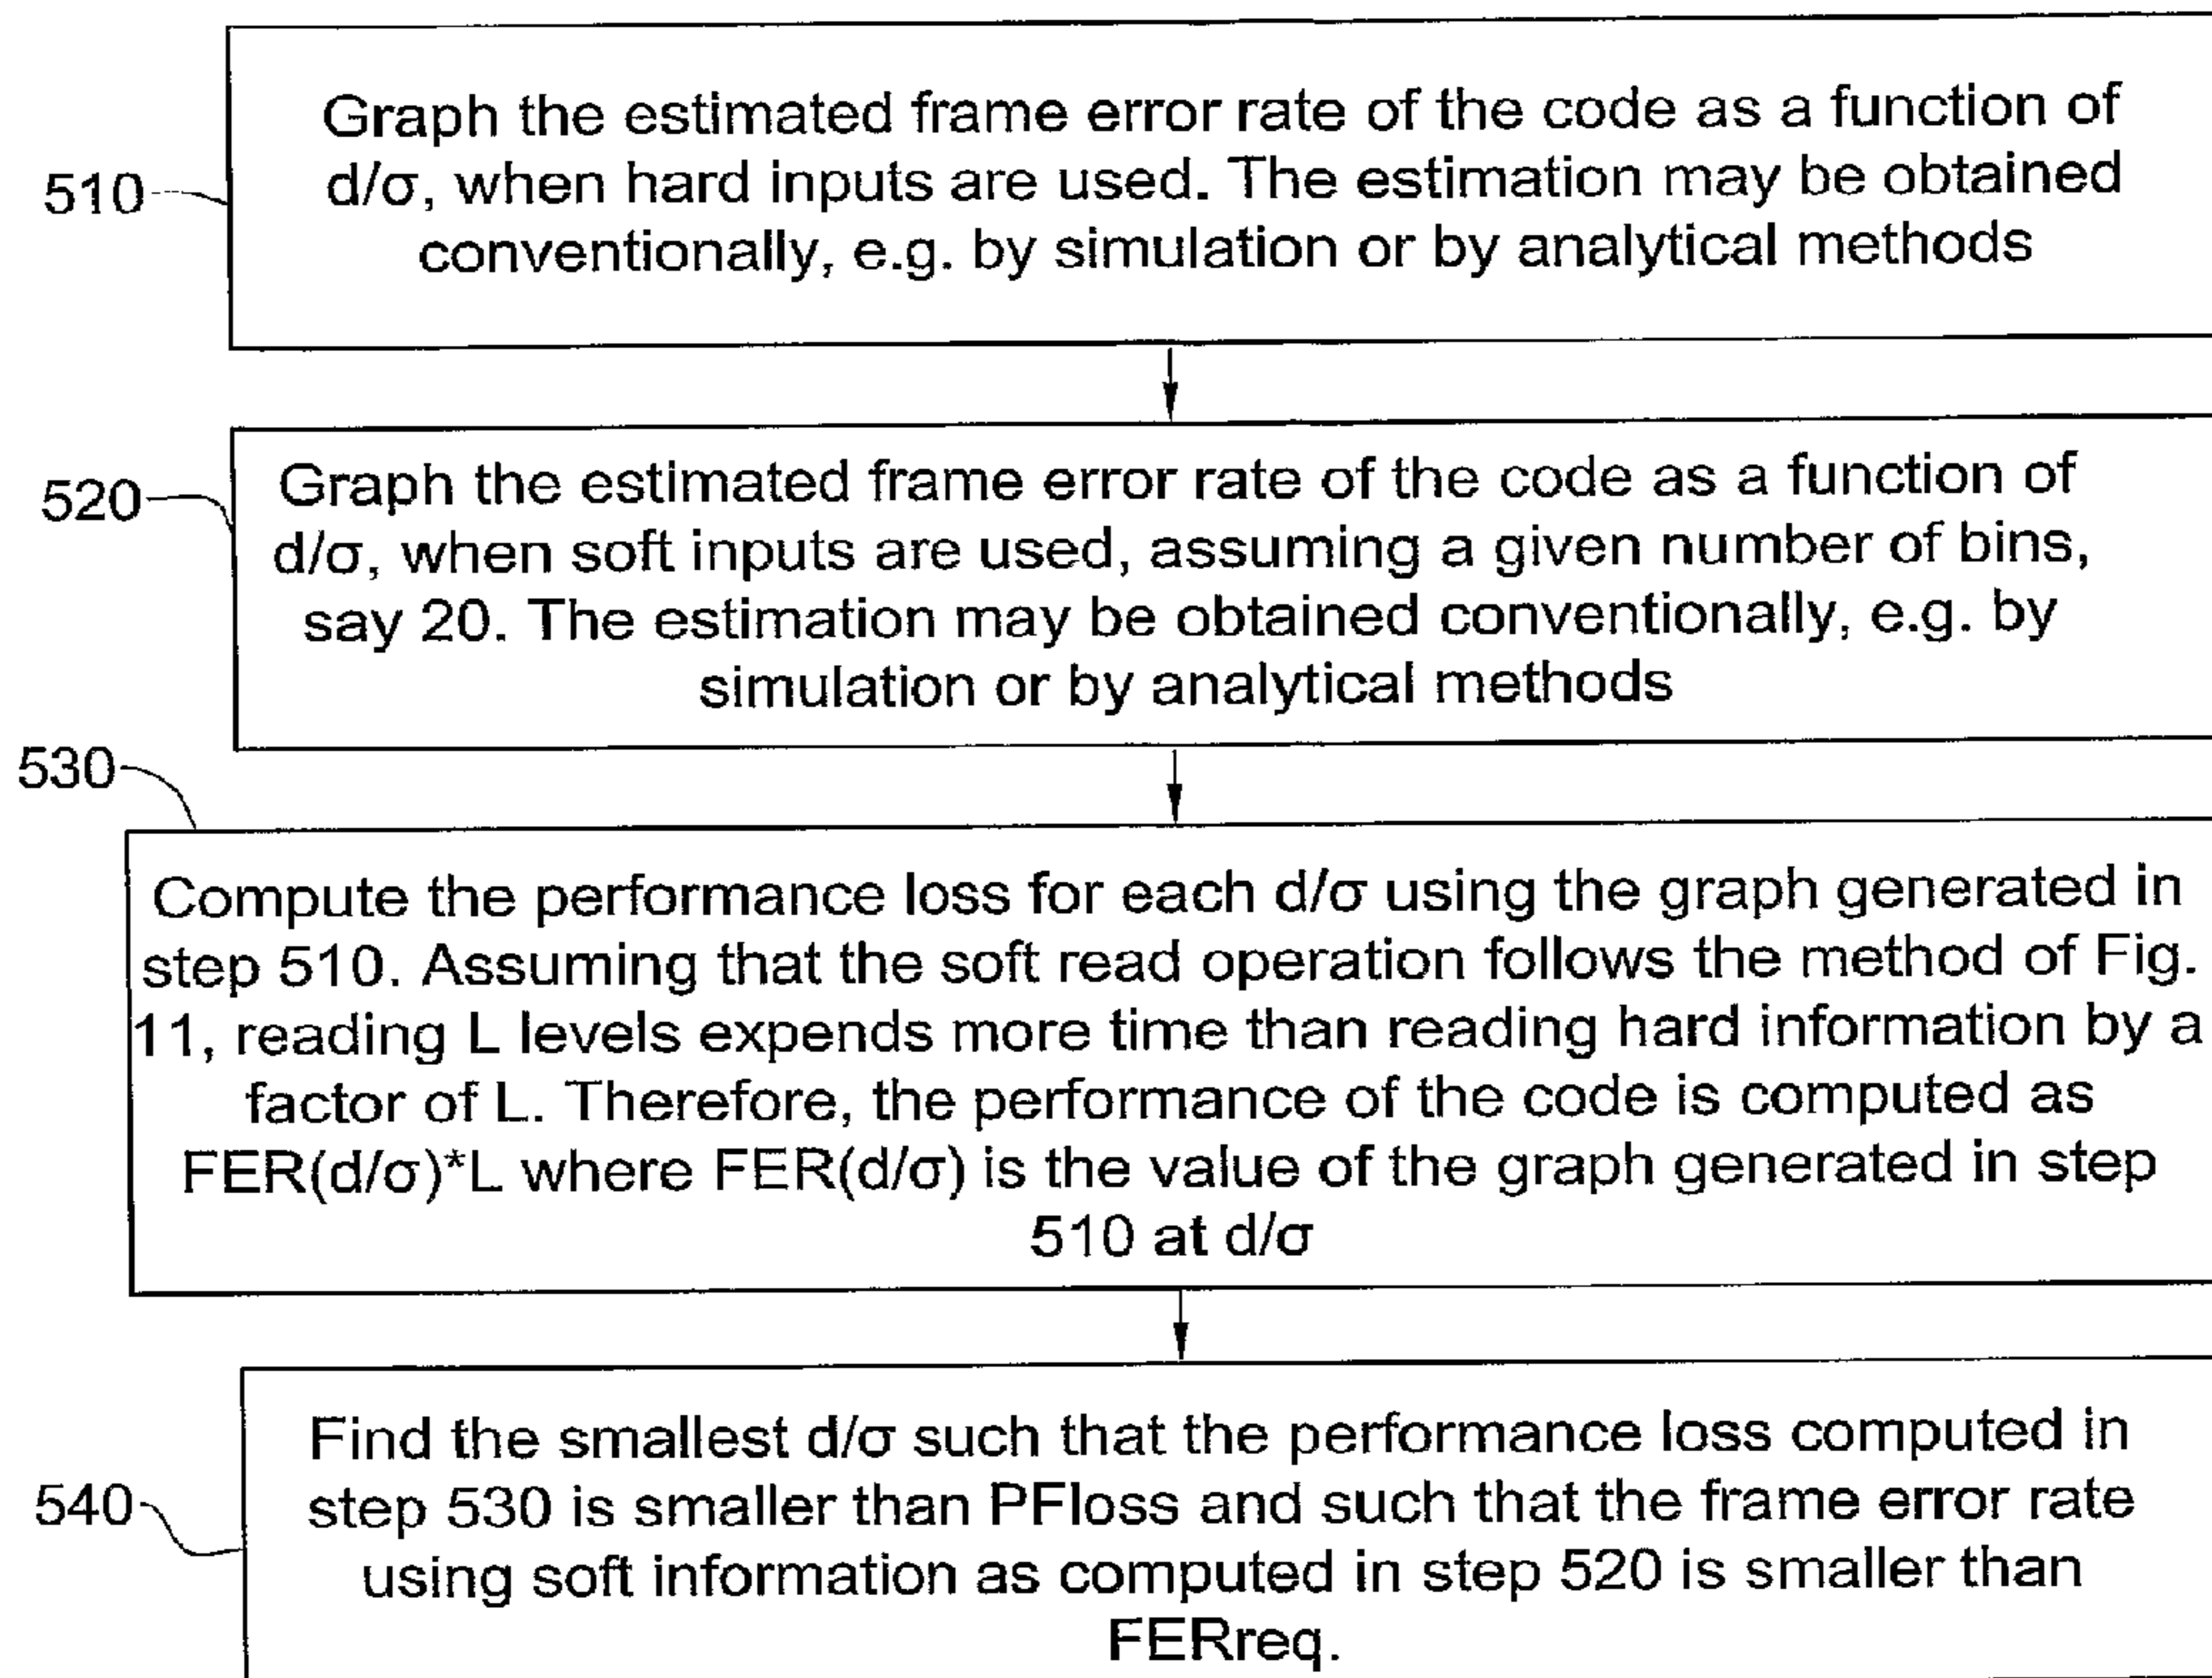 Graph the estimated frame error rate of the code as a function of
510
d/σ, when hard inputs are used. The estimation may be obtained
conventionally, e.g. by simulation or by analytical methods
520
Graph the estimated frame error rate of the code as a function of
d/σ, when soft inputs are used, assuming a given number of bins,
say 20. The estimation may be obtained conventionally, e.g. by
simulation or by analytical methods
530
Compute the performance loss for each d/σ using the graph generated in
step 510. Assuming that the soft read operation follows the method of Fig.
11, reading L levels expends more time than reading hard information by a
factor of L. Therefore, the performance of the code is computed as
FER(d/σ)*L where FER(d/σ) is the value of the graph generated in step
510 at d/σ
540
Find the smallest d/σ such that the performance loss computed in
step 530 is smaller than PFloss and such that the frame error rate
using soft information as computed in step 520 is smaller than
FERreq.